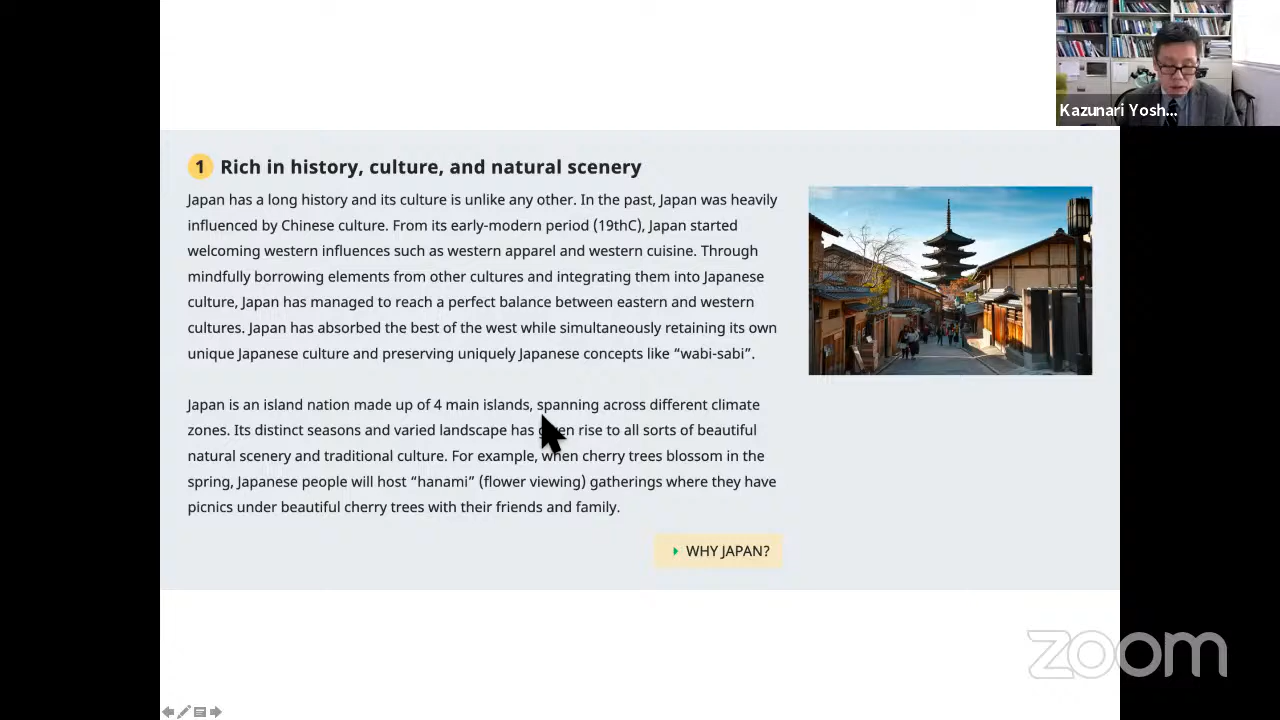 Kazunari Yosh...
1 Rich in history, culture, and natural scenery
Japan has a long history and its culture is unlike any other. In the past, Japan was heavily
influenced by Chinese culture. From its early-modern period (19thC), Japan started
welcoming western influences such as western apparel and western cuisine. Through
mindfully borrowing elements from other cultures and integrating them into Japanese
culture, Japan has managed to reach a perfect balance between eastern and western
cultures. Japan has absorbed the best of the west while simultaneously retaining its own
unique Japanese culture and preserving uniquely Japanese concepts like “wabi-sabi”.
Japan is an island nation made up of 4 main islands, spanning across different climate
zones. Its distinct seasons and varied landscape has given rise to all sorts of beautiful
natural scenery and traditional culture. For example, when cherry trees blossom in the
spring, Japanese people will host “hanami” (flower viewing) gatherings where they have
picnics under beautiful cherry trees with their friends and family.
WHY JAPAN?
zoom